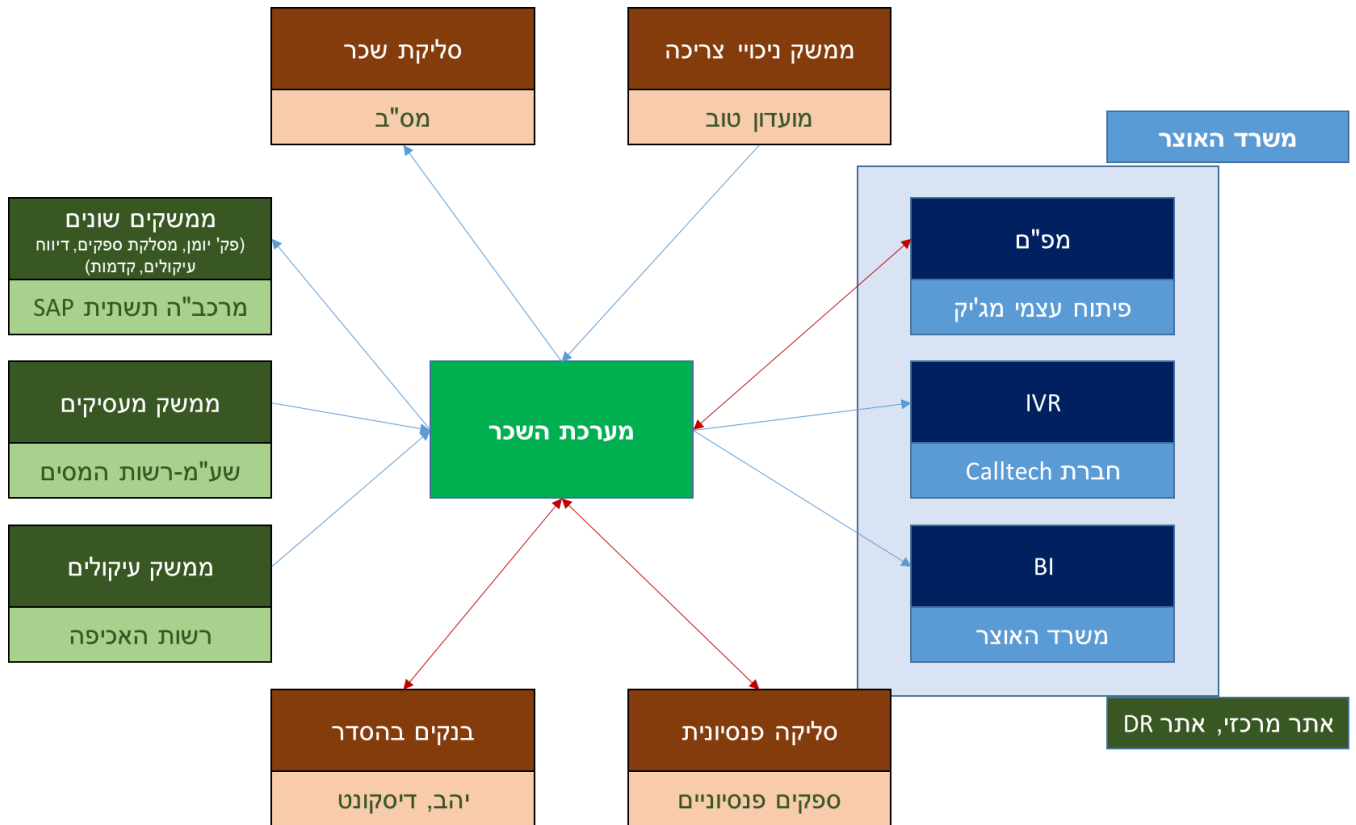 ממשק ניכויי צריכה
מועדון טוב
סליקת שכר
מס"ב
משרד האוצר
מפ"ם
פיתוח עצמי מג'יק
IVR
חברת Calltech
BI
משרד האוצר
אתר מרכזי, אתר DR
מערכת השכר
ממשקים שונים
(פק' יומן, מסלקת ספקים, דיווח
עיקולים, קדמות)
מרכב"ה תשתית SAP
ממשק מעסיקים
שע"מ-רשות המסים
ממשק עיקולים
רשות האכיפה
סליקה פנסיונית
ספקים פנסיוניים
בנקים בהסדר
יהב, דיסקונט